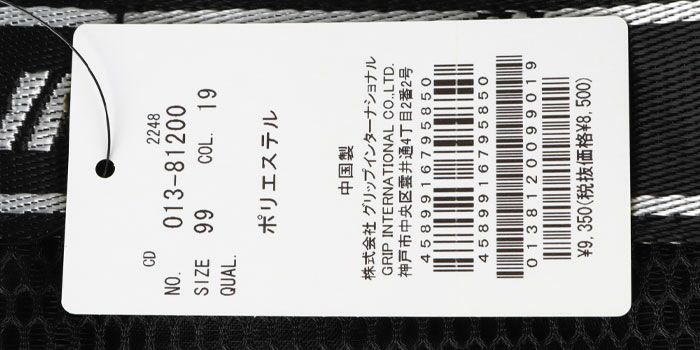 CD 2248
NO. 013-81200
SIZE 99 COL. 19
QUAL.
ポリエステル
中国製
株式会社 グリップインターナショナル
GRIP INTERNATIONAL CO.,LTD.
神戸市中央区雲井通4丁目2番2号
4589916795850
4589916795850
0138120099019
¥9,350(税抜価格¥8,500)